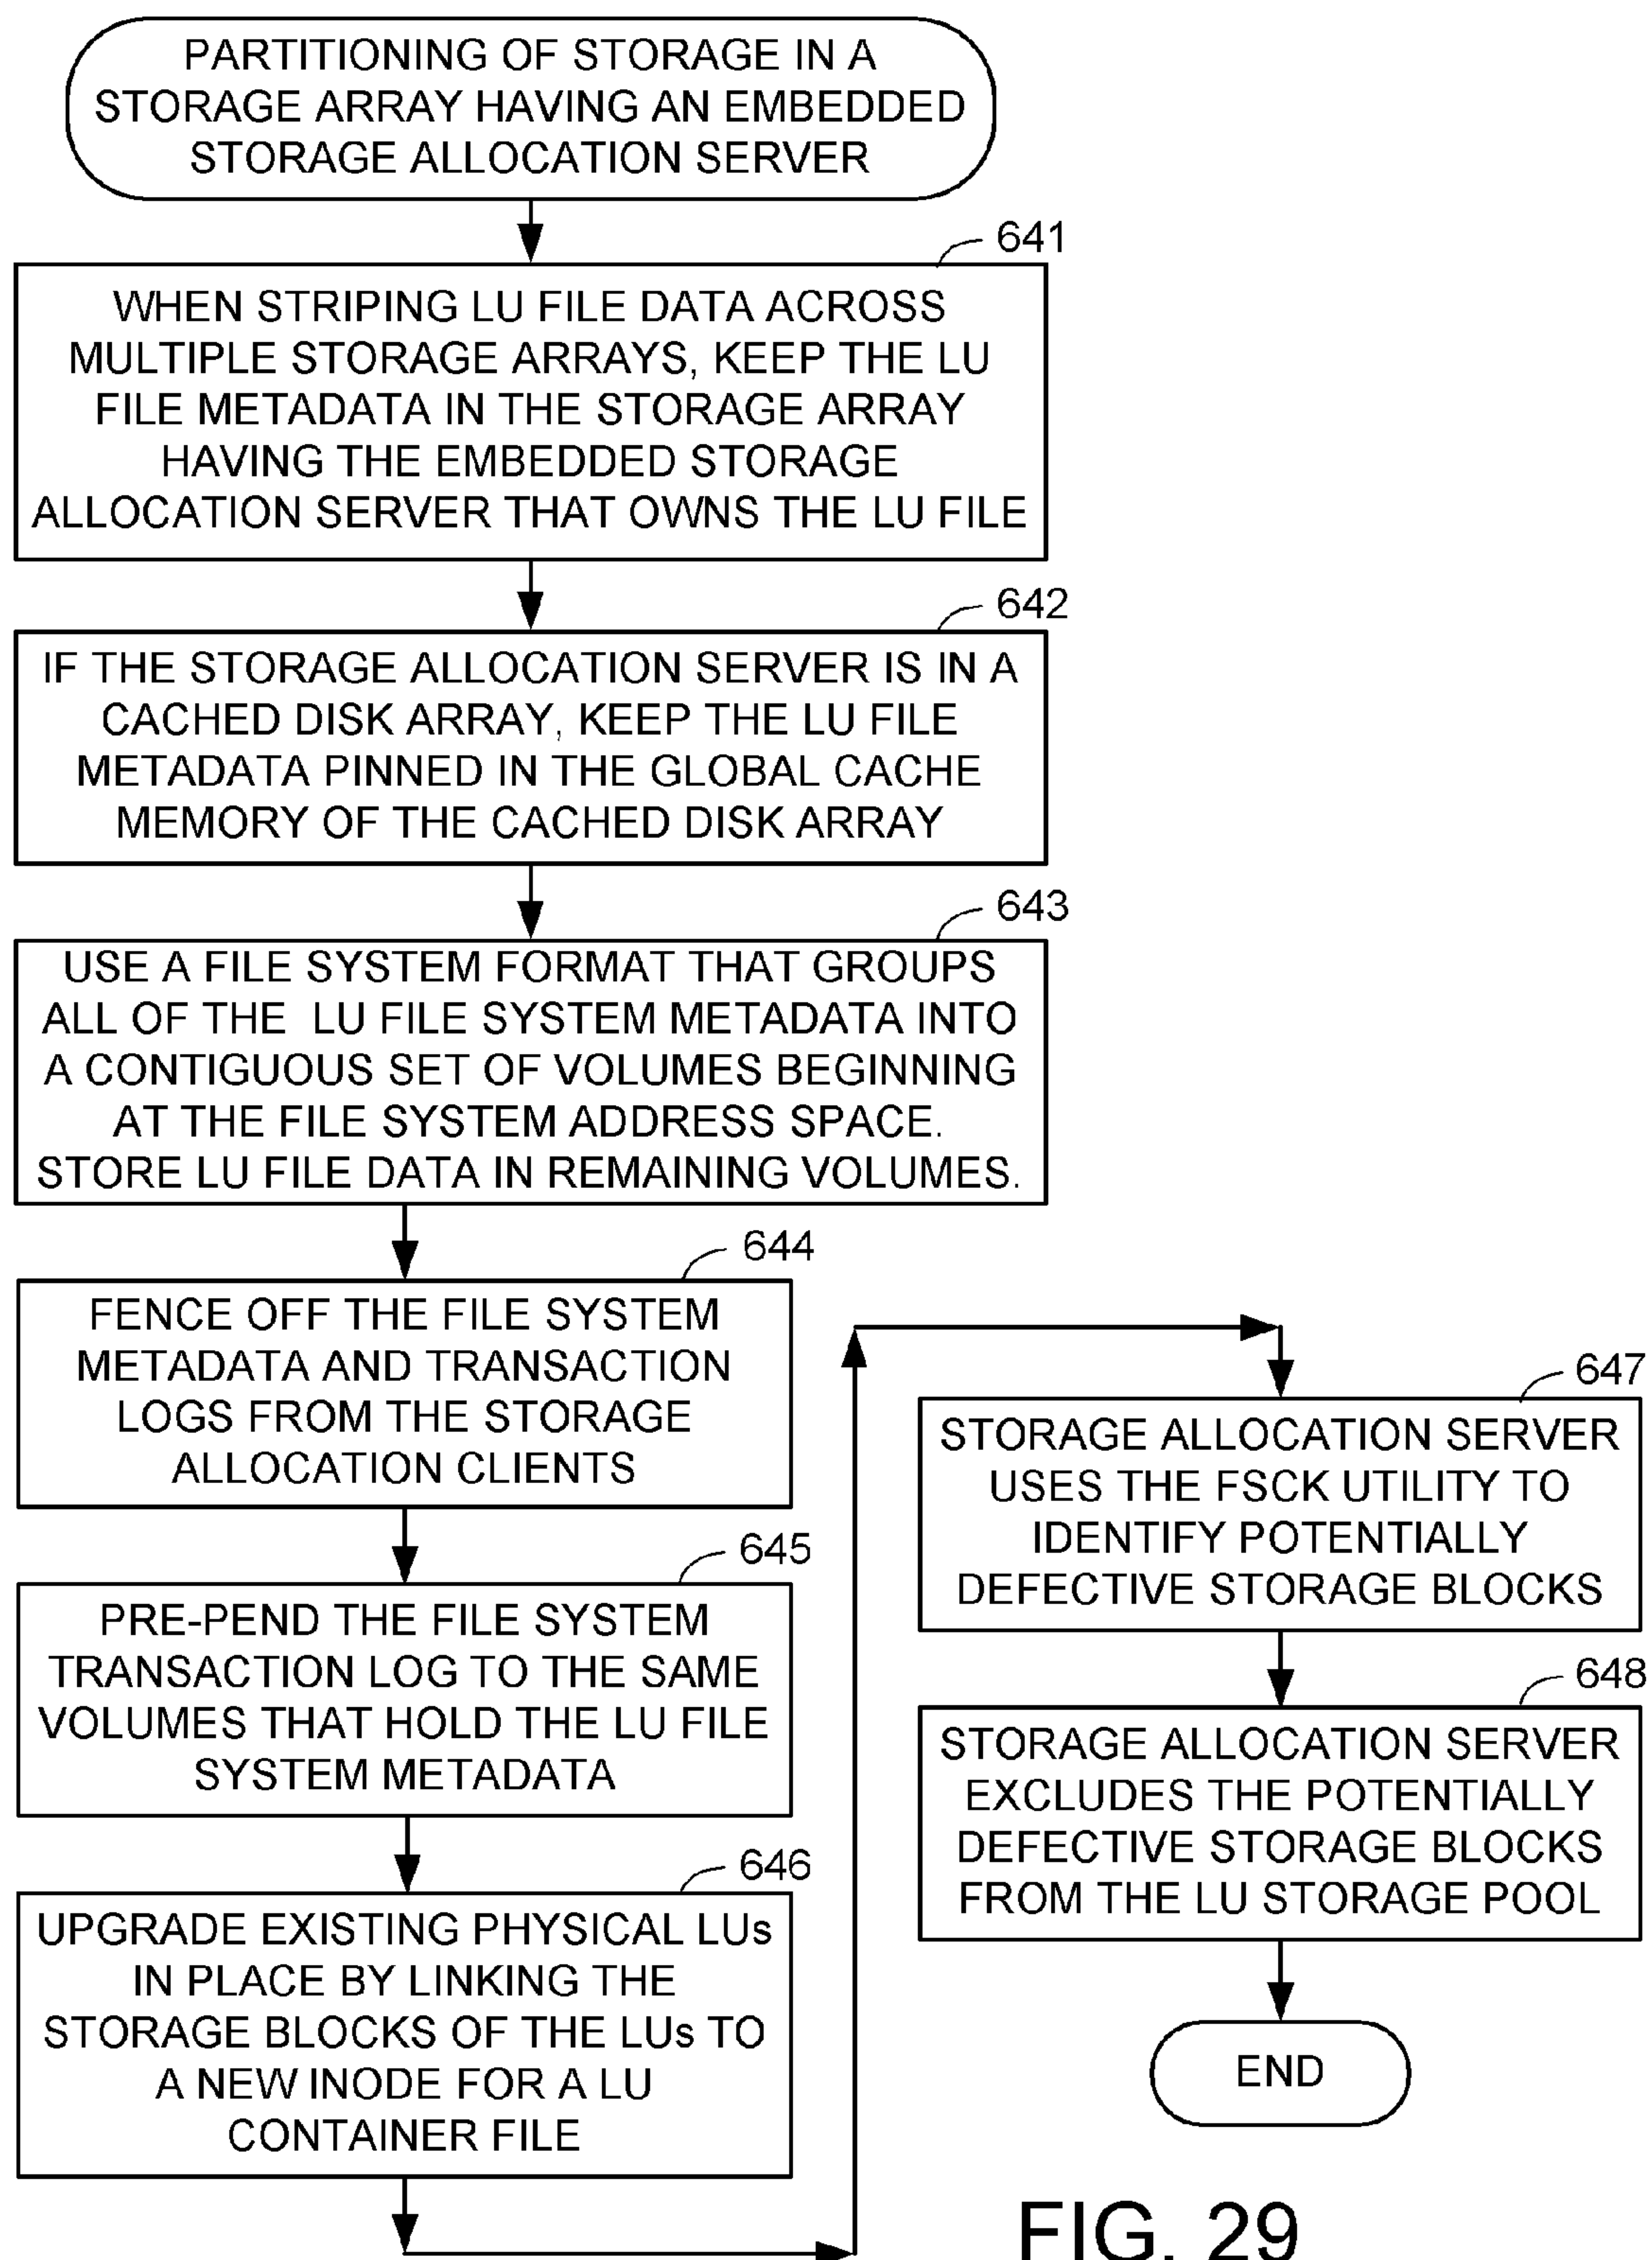 PARTITIONING OF STORAGE IN A
STORAGE ARRAY HAVING AN EMBEDDED
STORAGE ALLOCATION SERVER
641
WHEN STRIPING LU FILE DATA ACROSS
MULTIPLE STORAGE ARRAYS, KEEP THE LU
FILE METADATA IN THE STORAGE ARRAY
HAVING THE EMBEDDED STORAGE
ALLOCATION SERVER THAT OWNS THE LU FILE
642
IF THE STORAGE ALLOCATION SERVER IS IN A
CACHED DISK ARRAY, KEEP THE LU FILE
METADATA PINNED IN THE GLOBAL CACHE
MEMORY OF THE CACHED DISK ARRAY
643
USE A FILE SYSTEM FORMAT THAT GROUPS
ALL OF THE LU FILE SYSTEM METADATA INTO
A CONTIGUOUS SET OF VOLUMES BEGINNING
AT THE FILE SYSTEM ADDRESS SPACE.
STORE LU FILE DATA IN REMAINING VOLUMES.
644
FENCE OFF THE FILE SYSTEM
METADATA AND TRANSACTION
LOGS FROM THE STORAGE
ALLOCATION CLIENTS
645
PRE-PEND THE FILE SYSTEM
TRANSACTION LOG TO THE SAME
VOLUMES THAT HOLD THE LU FILE
SYSTEM METADATA
646
UPGRADE EXISTING PHYSICAL LUs
IN PLACE BY LINKING THE
STORAGE BLOCKS OF THE LUs TO
A NEW INODE FOR A LU
CONTAINER FILE
647
STORAGE ALLOCATION SERVER
USES THE FSCK UTILITY TO
IDENTIFY POTENTIALLY
DEFECTIVE STORAGE BLOCKS
648
STORAGE ALLOCATION SERVER
EXCLUDES THE POTENTIALLY
DEFECTIVE STORAGE BLOCKS
FROM THE LU STORAGE POOL
END
FIG. 29